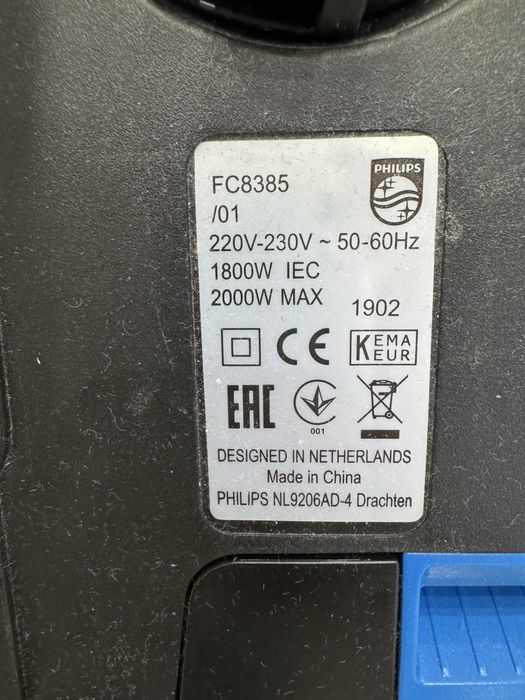 PHILIPS
FC8385
/01
220V-230V ~ 50-60Hz
1800W IEC
2000W MAX
1902
CE
KEMA
EUR
EAC
001
DESIGNED IN NETHERLANDS
Made in China
PHILIPS NL9206AD-4 Drachten